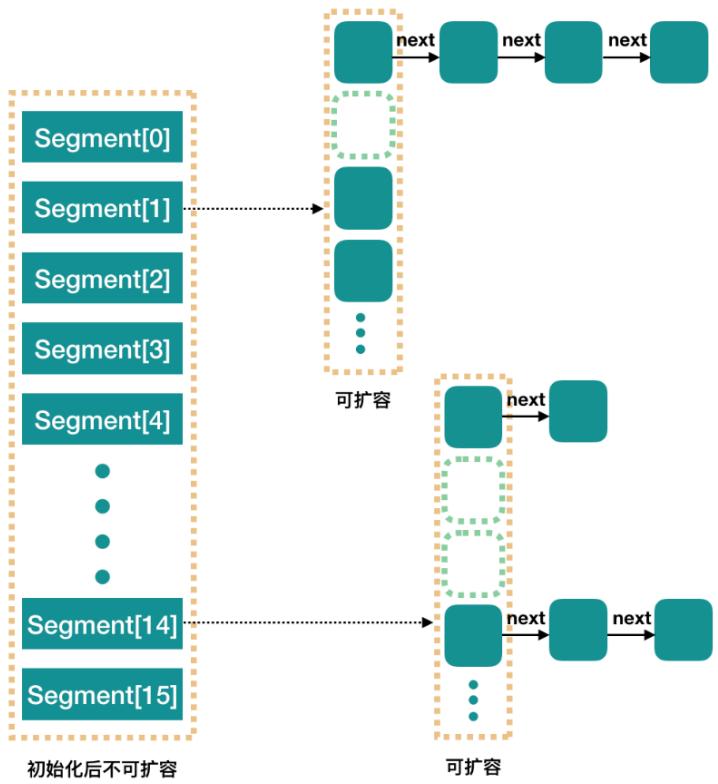 Segment[0]
Segment[1]
Segment[2]
Segment[3]
Segment[4]
Segment[14]
Segment[15]
初始化后不可扩容
next next next
可扩容
next
next next
可扩容